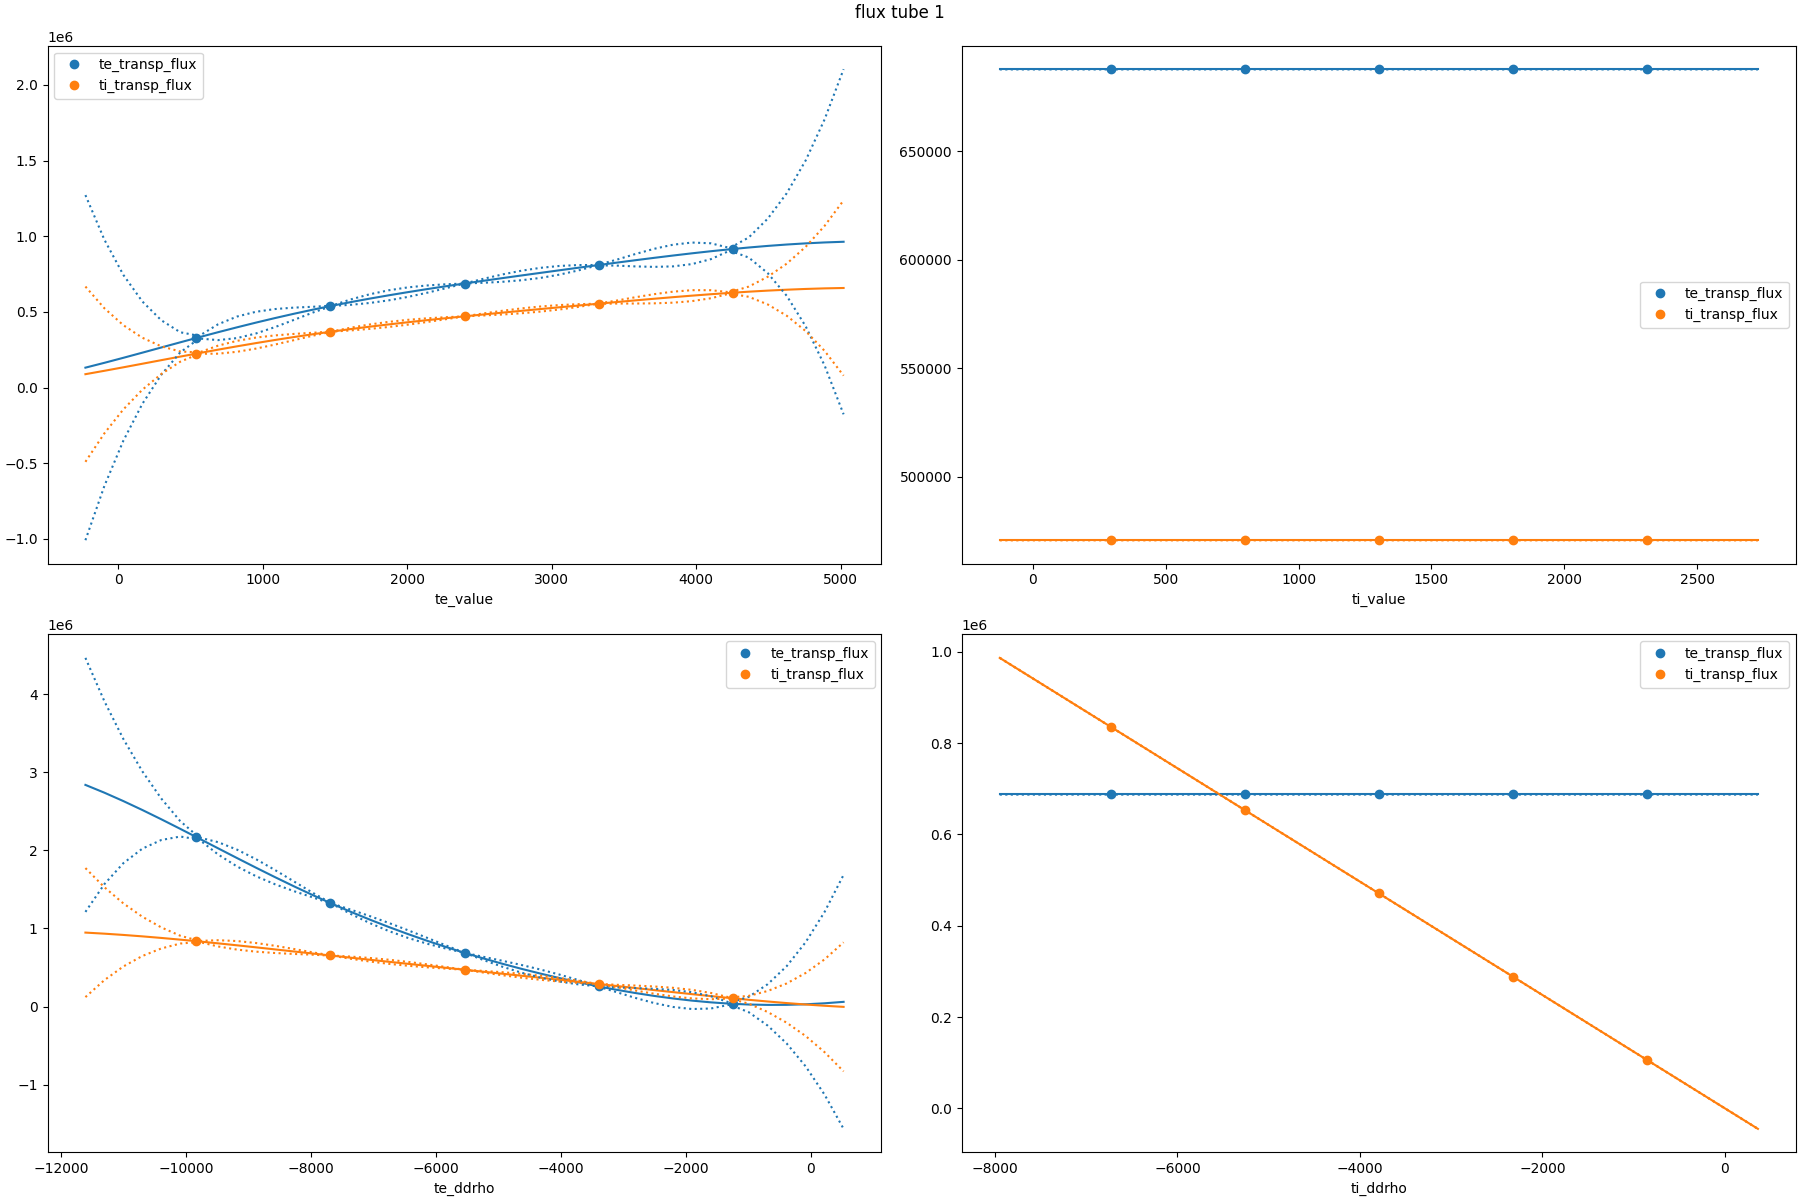 flux tube 1
1e6
te_transp_flux
ti_transp_flux
2.0
1.5
1.0
0.5
0.0
−0.5
−1.0
0 1000 2000 3000 4000 5000
te_value
650000
600000
550000
500000
te_transp_flux
ti_transp_flux
0 500 1000 1500 2000 2500
ti_value
1e6
te_transp_flux
ti_transp_flux
4
3
2
1
0
−1
−12000 −10000 −8000 −6000 −4000 −2000 0
te_ddrho
1e6
te_transp_flux
ti_transp_flux
1.0
0.8
0.6
0.4
0.2
0.0
−8000 −6000 −4000 −2000 0
ti_ddrho